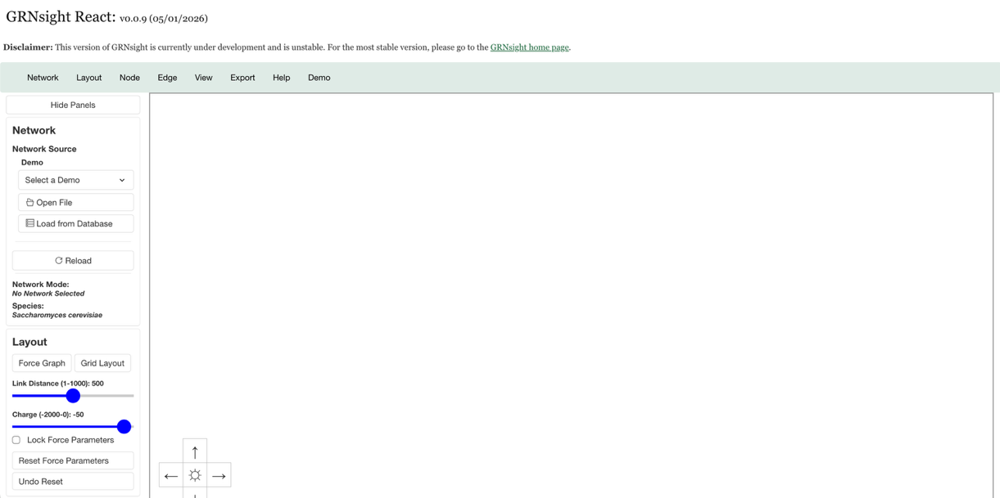 GRNsight React: v0.0.9 (05/01/2026)
Disclaimer: This version of GRNsight is currently under development and is unstable. For the most stable version, please go to the GRNsight home page.
Network Layout Node Edge View Export Help Demo
Hide Panels
Network
Network Source
Demo
Select a Demo
Open File
Load from Database
Reload
Network Mode:
No Network Selected
Species:
Saccharomyces cerevisiae
Layout
Force Graph Grid Layout
Link Distance (1-1000): 500
Charge (-2000-0): -50
Lock Force Parameters
Reset Force Parameters
Undo Reset